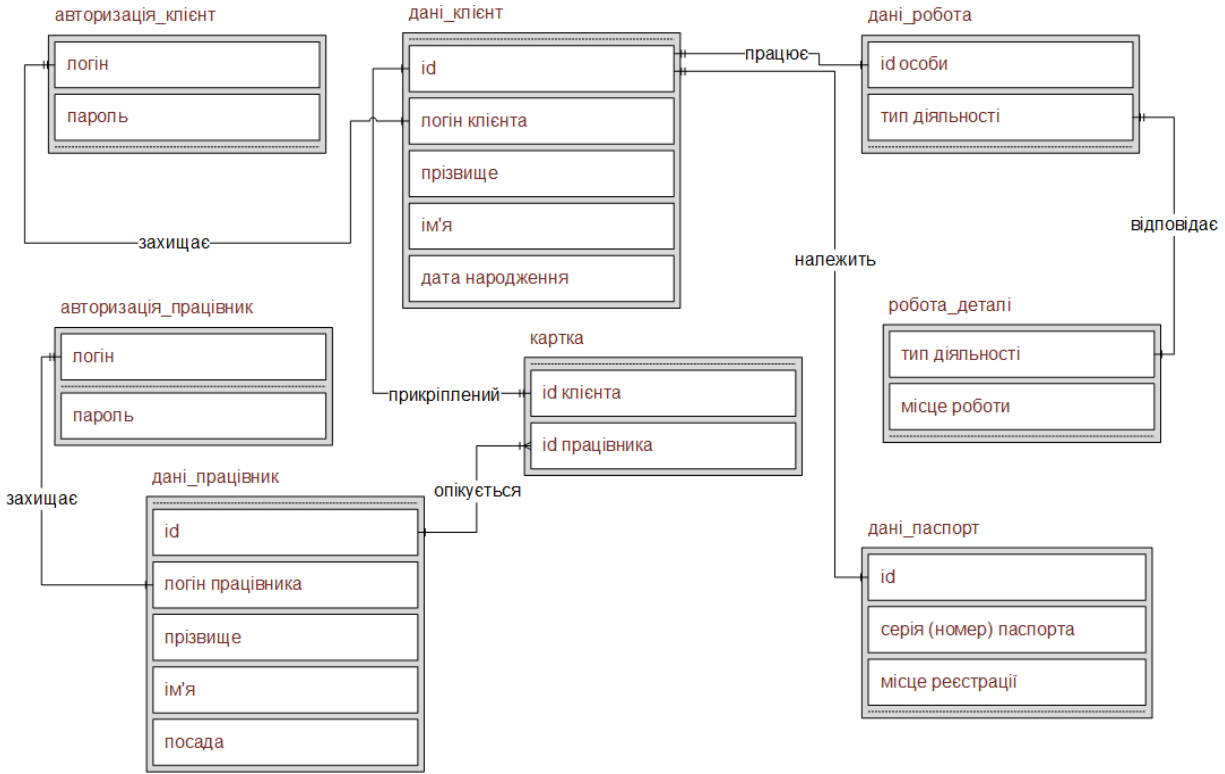 авторизація_клієнт
логін
пароль
дані_клієнт
id
логін клієнта
прізвище
ім'я
дата народження
дані_робота
id особи
тип діяльності
працює
захищає
належить
відповідає
авторизація_працівник
логін
пароль
картка
id клієнта
id працівника
робота_деталі
тип діяльності
місце роботи
прикріплений
опікується
захищає
дані_працівник
id
логін працівника
прізвище
ім'я
посада
дані_паспорт
id
серія (номер) паспорта
місце реєстрації